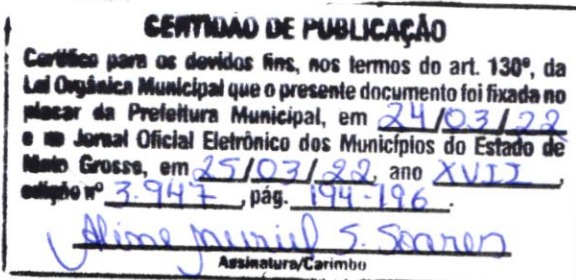 CERTIDÃO DE PUBLICAÇÃO
Certifico para os devidos fins, nos termos do art. 130º, da
Lei Orgânica Municipal que o presente documento foi fixada no
placar da Prefeitura Municipal, em 24/03/22
e no Jornal Oficial Eletrônico dos Municípios do Estado de
Mato Grosso, em 25/03/22, ano XVII,
edição nº 3.947, pág. 194-196.
Aline Muriel S. Soares
Assinatura/Carimbo